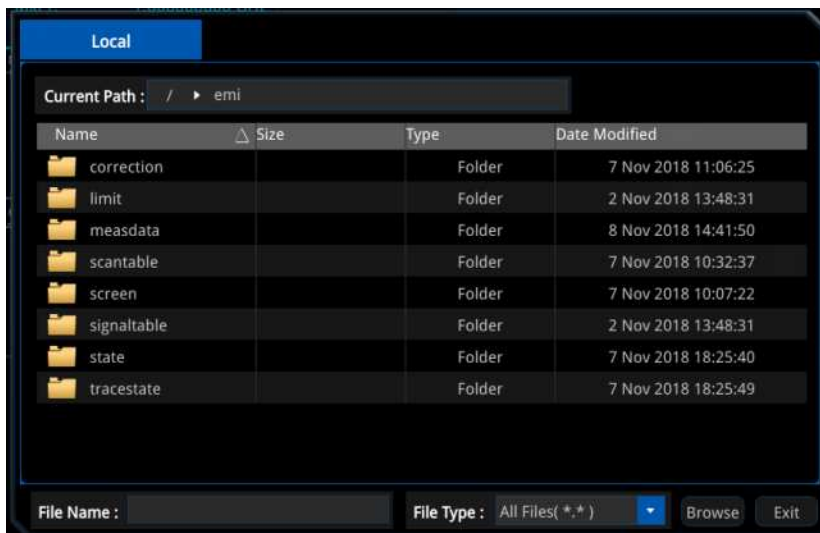 Local
Current Path : / ▸ emi
Name △ Size Type Date Modified
correction Folder 7 Nov 2018 11:06:25
limit Folder 2 Nov 2018 13:48:31
measdata Folder 8 Nov 2018 14:41:50
scantable Folder 7 Nov 2018 10:32:37
screen Folder 7 Nov 2018 10:07:22
signaltable Folder 2 Nov 2018 13:48:31
state Folder 7 Nov 2018 18:25:40
tracestate Folder 7 Nov 2018 18:25:49
File Name : File Type : All Files( *.* ) Browse Exit